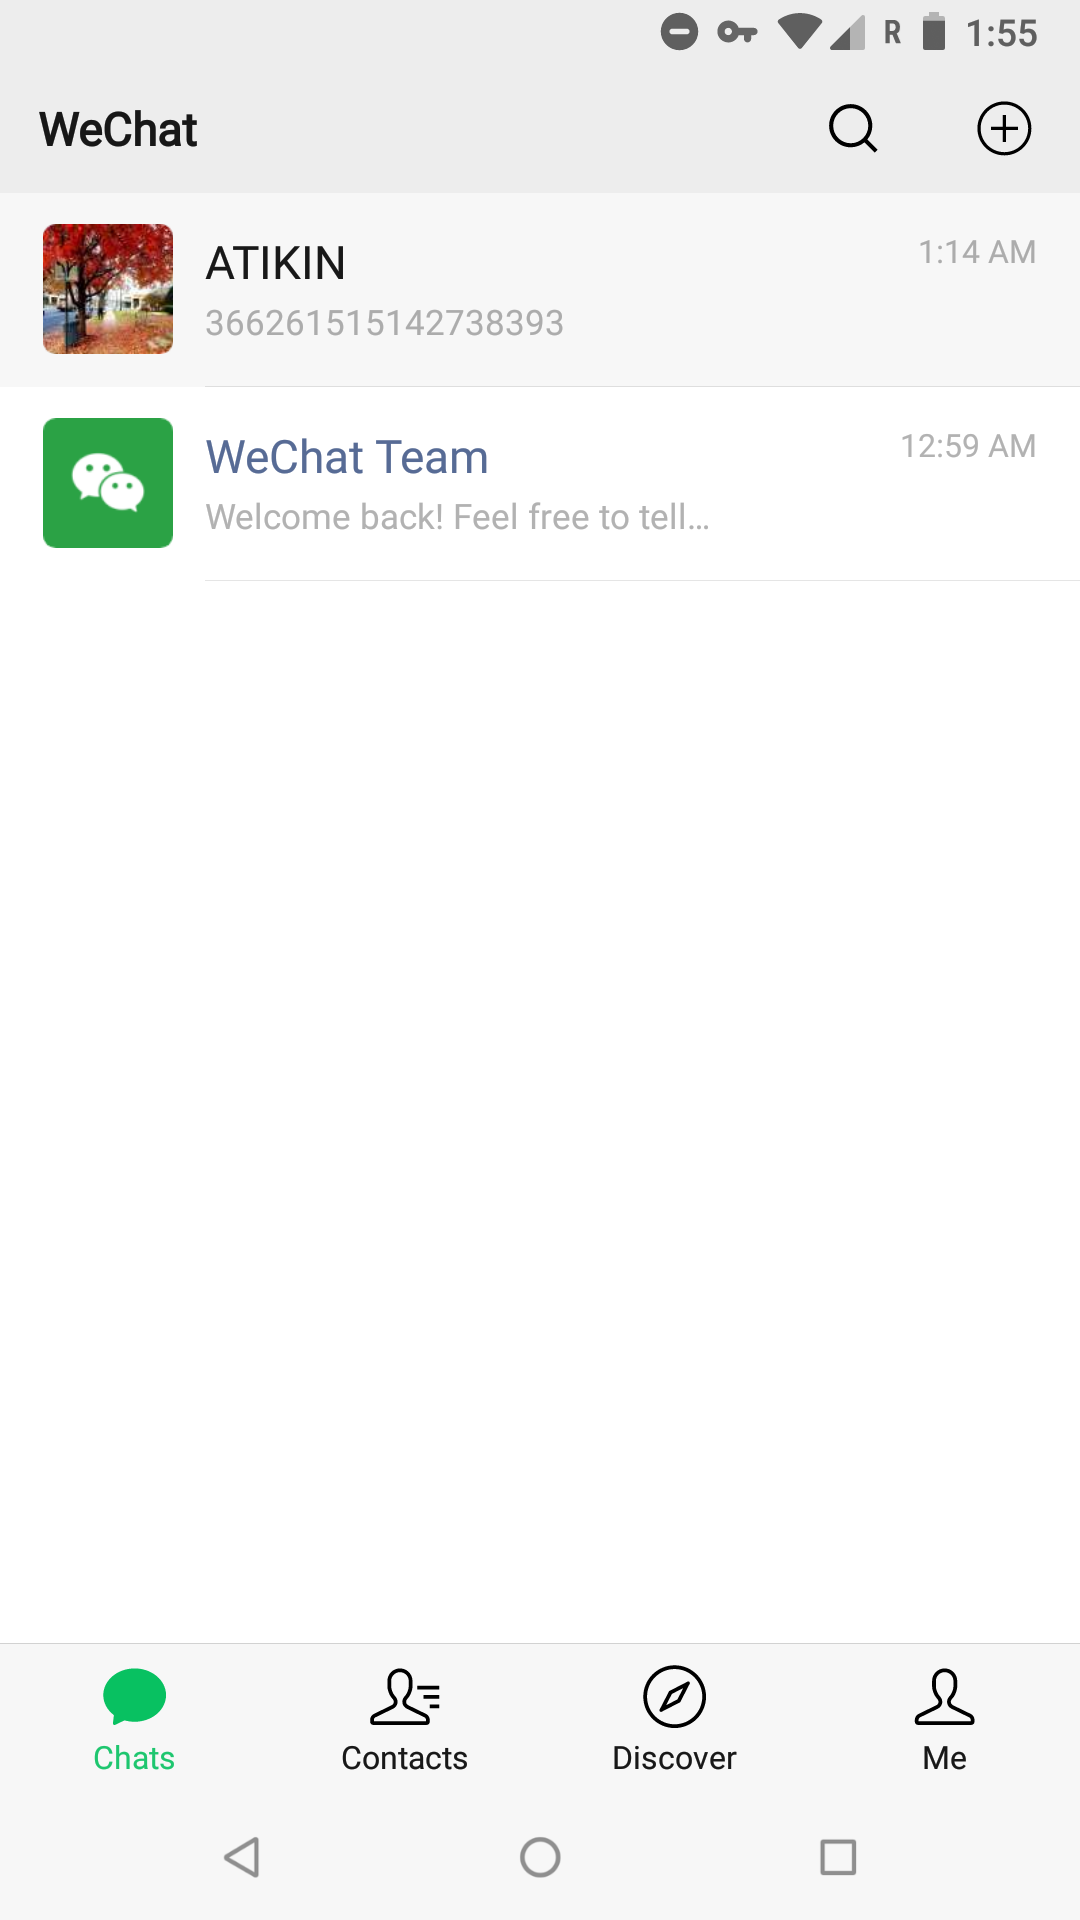 R 1:55
WeChat
ATIKIN 1:14 AM
366261515142738393
WeChat Team 12:59 AM
Welcome back! Feel free to tell...
Chats Contacts Discover Me